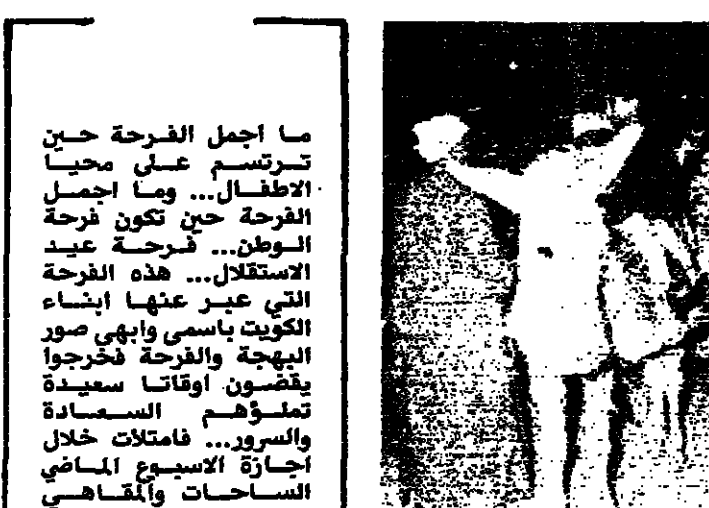 ما اجمل الفرحة حين
ترتسم على محيا
الاطفال... وما اجمل
الفرحة حين تكون فرحة
الوطن... فرحة عيد
الاستقلال... هذه الفرحة
التي عبر عنها ابناء
الكويت باسمى وابهى صور
البهجة والفرحة فخرجوا
يقضون اوقاتا سعيدة
تملؤهم السعادة
والسرور... فامتلات خلال
اجازة الاسبوع الماضي
الساحات والمقاهي